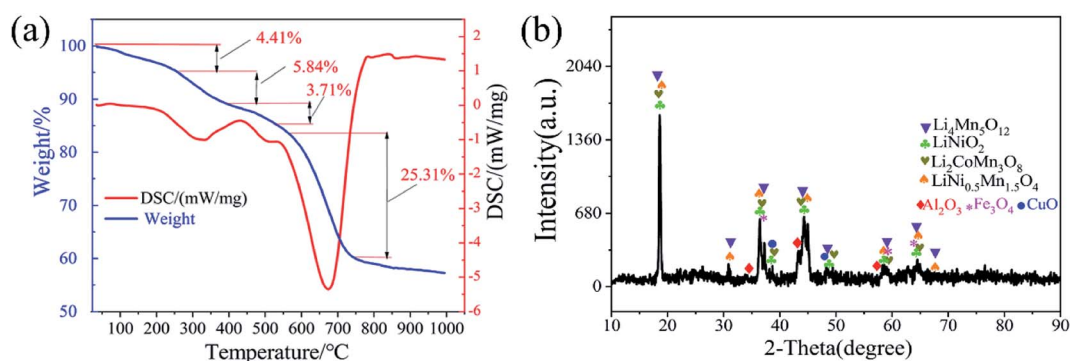 (a)
100
90
80
70
60
50
Weight/%
4.41%
5.84%
3.71%
25.31%
DSC/(mW/mg)
Weight
2
1
0
-1
-2
-3
-4
-5
-6
DSC/(mW/mg)
100 200 300 400 500 600 700 800 900 1000
Temperature/°C
(b)
2040
1360
680
0
Intensity(a.u.)
Li₄Mn₅O₁₂
LiNiO₂
Li₂CoMn₃O₈
LiNi₀.₅Mn₁.₅O₄
Al₂O₃ *Fe₃O₄ CuO
10 20 30 40 50 60 70 80 90
2-Theta(degree)